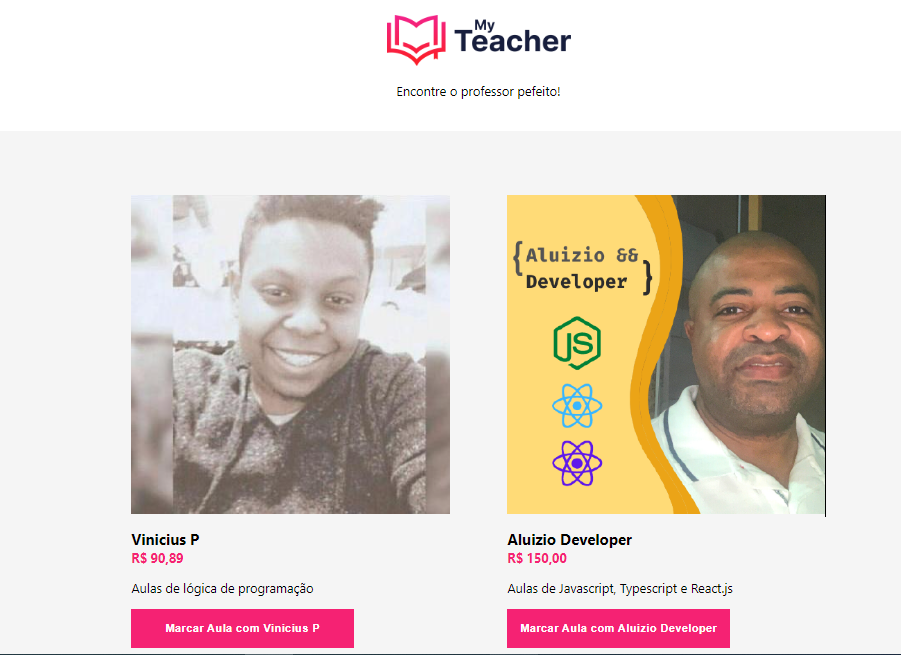 My
Teacher
Encontre o professor pefeito!
{Aluizio &&
Developer }
JS
Vinicius P
R$ 90,89
Aulas de lógica de programação
Marcar Aula com Vinicius P
Aluizio Developer
R$ 150,00
Aulas de Javascript, Typescript e React.js
Marcar Aula com Aluizio Developer